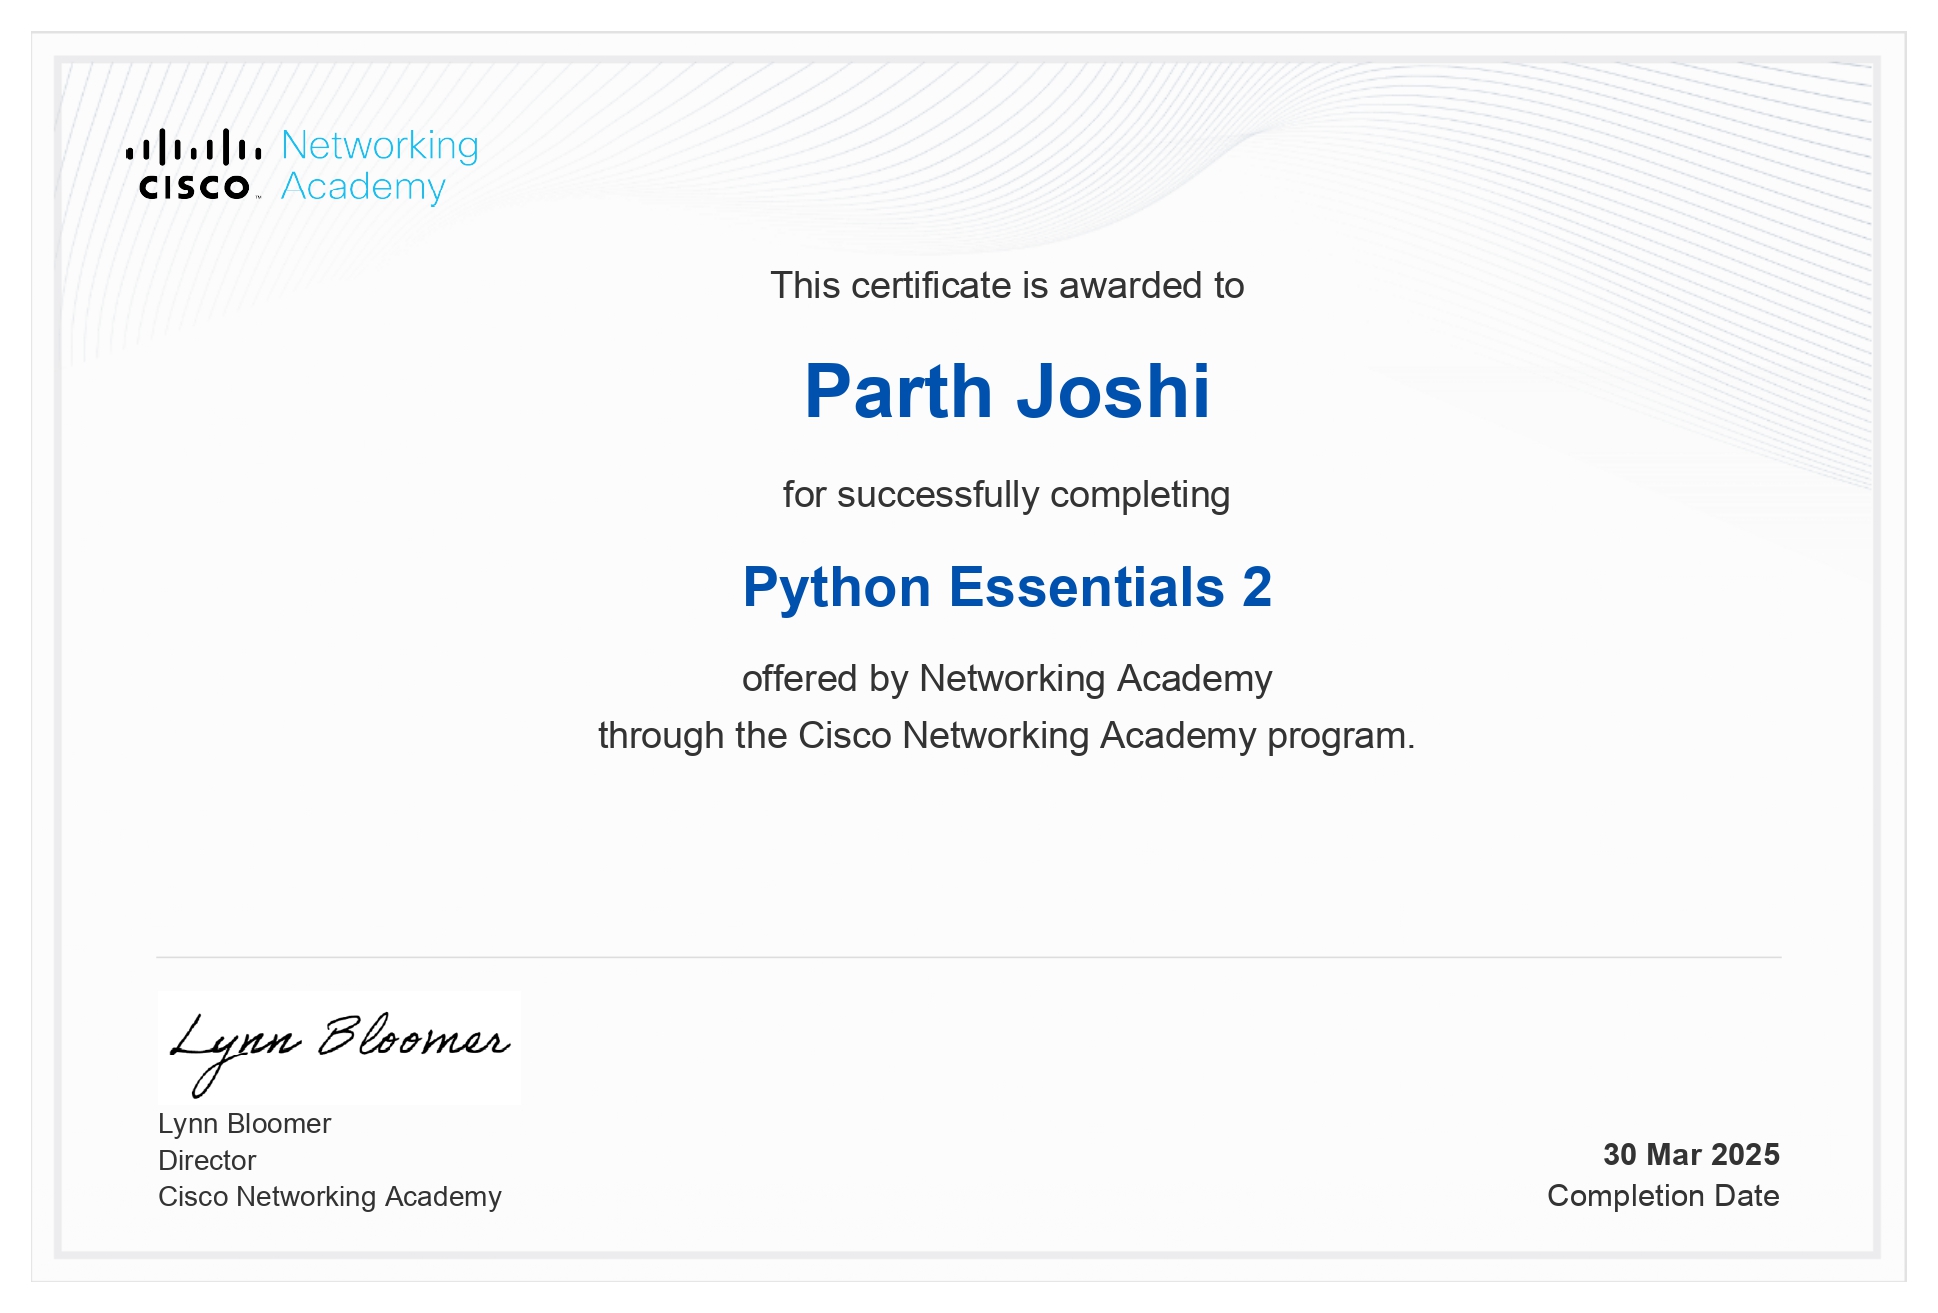 CISCO™
Networking
Academy
This certificate is awarded to
Parth Joshi
for successfully completing
Python Essentials 2
offered by Networking Academy
through the Cisco Networking Academy program.
Lynn Bloomer
Lynn Bloomer
Director
Cisco Networking Academy
30 Mar 2025
Completion Date